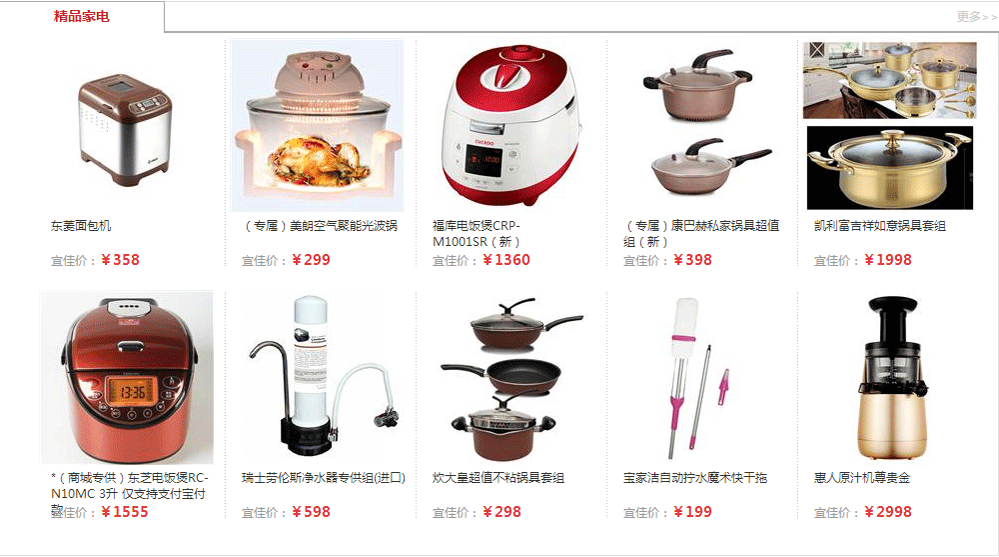 精品家电
更多>>
东菱面包机
宜佳价：￥358
（专属）美朗空气聚能光波锅
宜佳价：￥299
福库电饭煲CRP-
M1001SR（新）
宜佳价：￥1360
（专属）康巴赫私家锅具超值
组（新）
宜佳价：￥398
凯利富吉祥如意锅具套组
宜佳价：￥1998
CUCKOO
13:35
*（商城专供）东芝电饭煲RC-
N10MC 3升 仅支持支付宝付
款
宜佳价：￥1555
瑞士劳伦斯净水器专供组(进口)
宜佳价：￥598
炊大皇超值不粘锅具套组
宜佳价：￥298
宝家洁自动拧水魔术快干拖
宜佳价：￥199
惠人原汁机尊贵金
宜佳价：￥2998